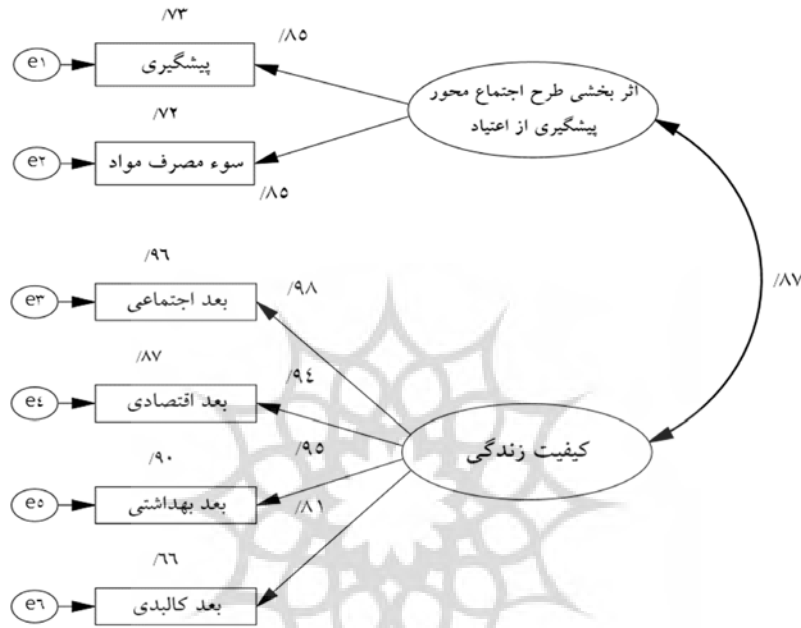 /۷۳
/۸۵
e۱
پیشگیری
اثر بخشی طرح اجتماع محور
پیشگیری از اعتیاد
/۷۲
e۲
سوء مصرف مواد
/۸۵
/۹۶
/۸۷
e۳
بعد اجتماعی
/۹۸
/۸۷
e٤
بعد اقتصادی
/۹٤
کیفیت زندگی
/۹۰
/۹۵
e۵
بعد بهداشتی
/۸۱
/٦٦
e٦
بعد کالبدی